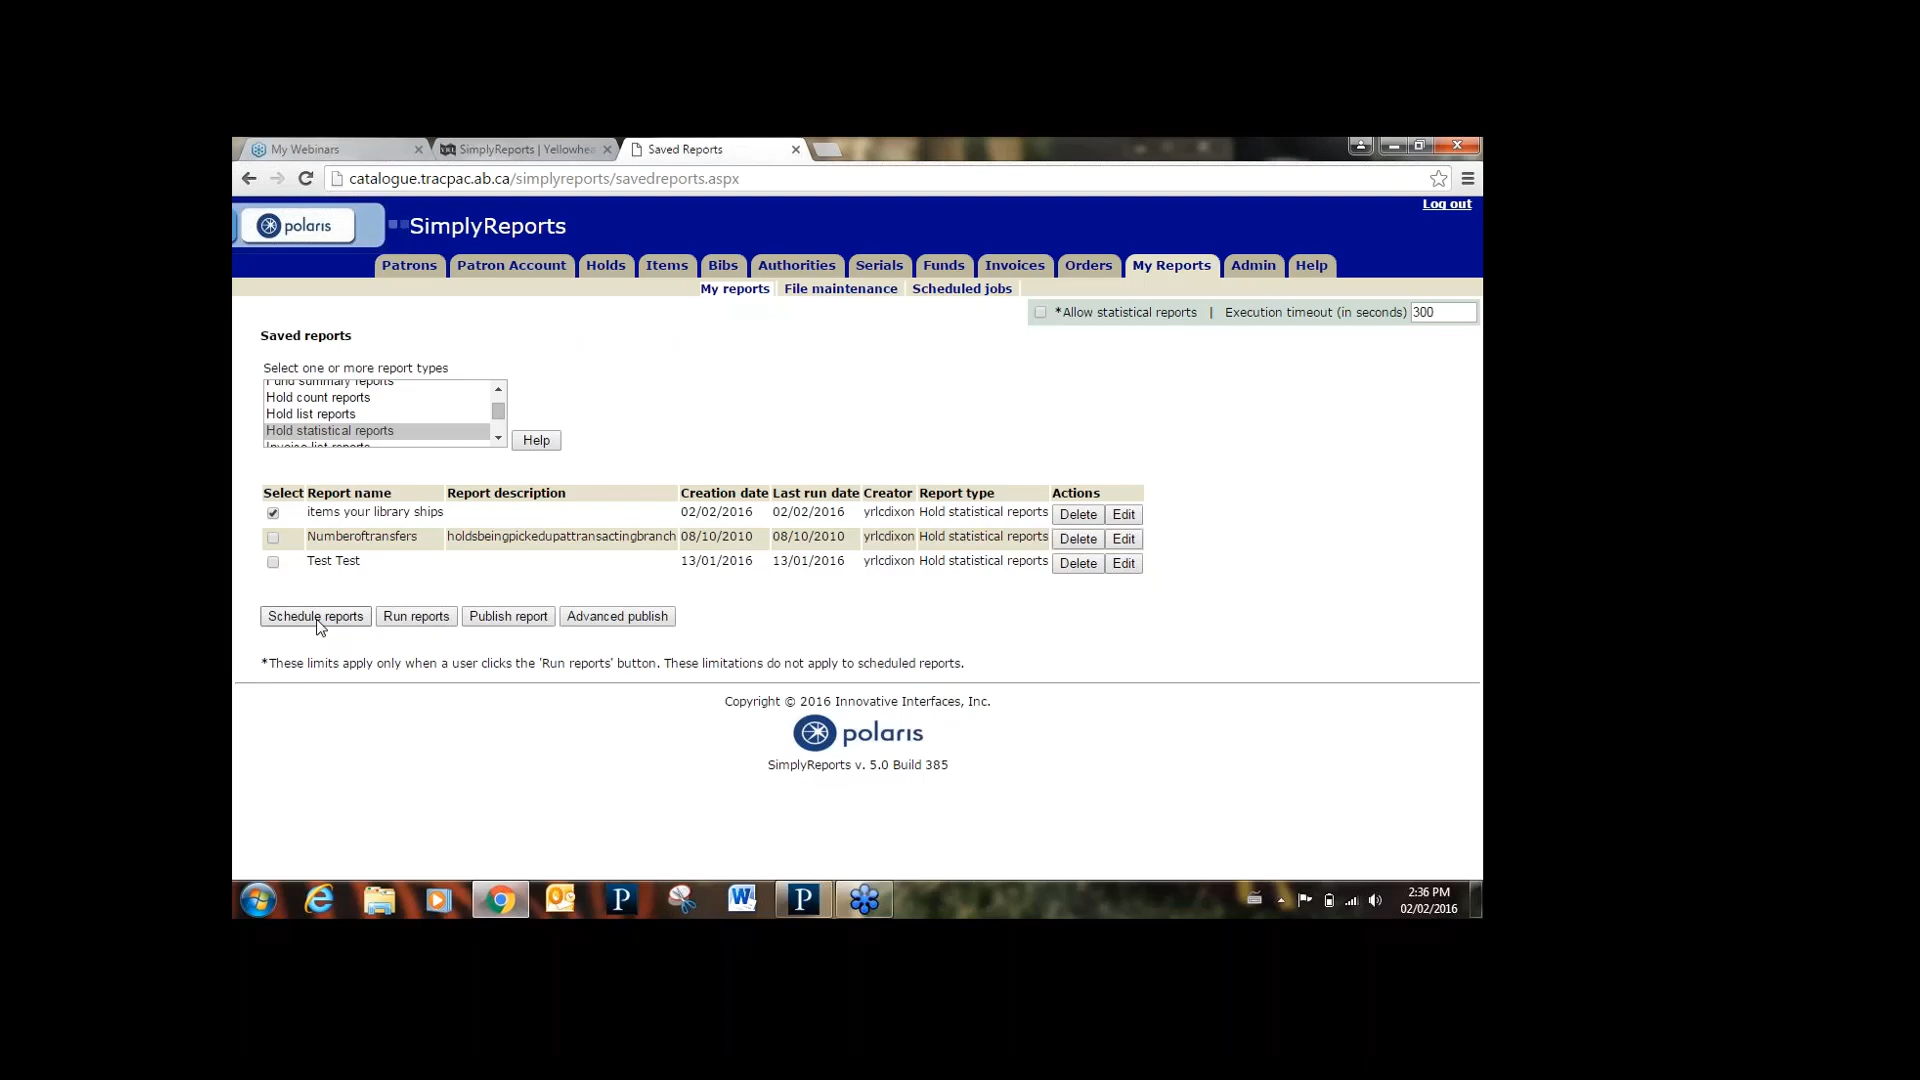 My Webinars
SimplyReports | Yellowhea
Saved Reports
catalogue.tracpac.ab.ca/simplyreports/savedreports.aspx
Log out
polaris
SimplyReports
Patrons Patron Account Holds Items Bibs Authorities Serials Funds Invoices Orders My Reports Admin Help
My reports File maintenance Scheduled jobs
*Allow statistical reports | Execution timeout (in seconds) 300
Saved reports
Select one or more report types
Fund summary reports
Hold count reports
Hold list reports
Hold statistical reports
Invoice list reports
Help
Select Report name Report description Creation date Last run date Creator Report type Actions
items your library ships 02/02/2016 02/02/2016 yrlcdixon Hold statistical reports Delete Edit
Numberoftransfers holdsbeingpickedupattransactingbranch 08/10/2010 08/10/2010 yrlcdixon Hold statistical reports Delete Edit
Test Test 13/01/2016 13/01/2016 yrlcdixon Hold statistical reports Delete Edit
Schedule reports Run reports Publish report Advanced publish
*These limits apply only when a user clicks the 'Run reports' button. These limitations do not apply to scheduled reports.
Copyright © 2016 Innovative Interfaces, Inc.
polaris
SimplyReports v. 5.0 Build 385
2:36 PM
02/02/2016